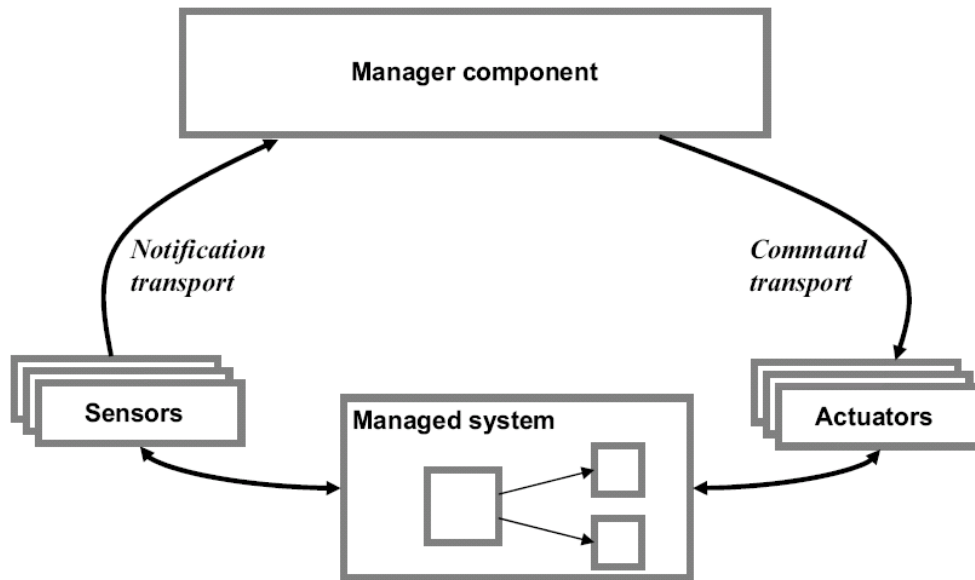 Manager component
Notification
transport
Command
transport
Sensors
Managed system
Actuators